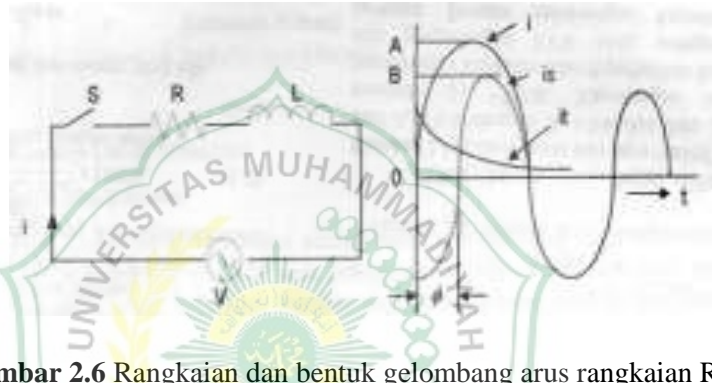 S R L
i
V
A
B
0
i
is
it
t
ϕ
UNIVERSITAS MUHAMMADIYAH
mbar 2.6 Rangkaian dan bentuk gelombang arus rangkaian R